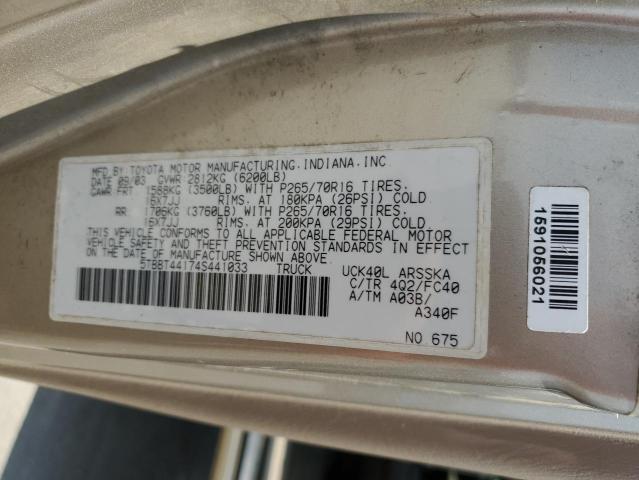 MFD. BY: TOYOTA MOTOR MANUFACTURING, INDIANA, INC
DATE 09/03 GVWR 2812KG (6200LB)
GAWR FRT 1588KG (3500LB) WITH P265/70R16 TIRES.
16X7JJ RIMS. AT 180KPA (26PSI) COLD
RR 1706KG (3760LB) WITH P265/70R16 TIRES.
16X7JJ RIMS. AT 200KPA (29PSI) COLD
THIS VEHICLE CONFORMS TO ALL APPLICABLE FEDERAL MOTOR
VEHICLE SAFETY AND THEFT PREVENTION STANDARDS IN EFFECT
ON THE DATE OF MANUFACTURE SHOWN ABOVE.
5TBBT44174S441033 TRUCK
UCK40L ARSSKA
C/TR 4Q2/FC40
A/TM A03B/
A340F
NO 675
1591056021